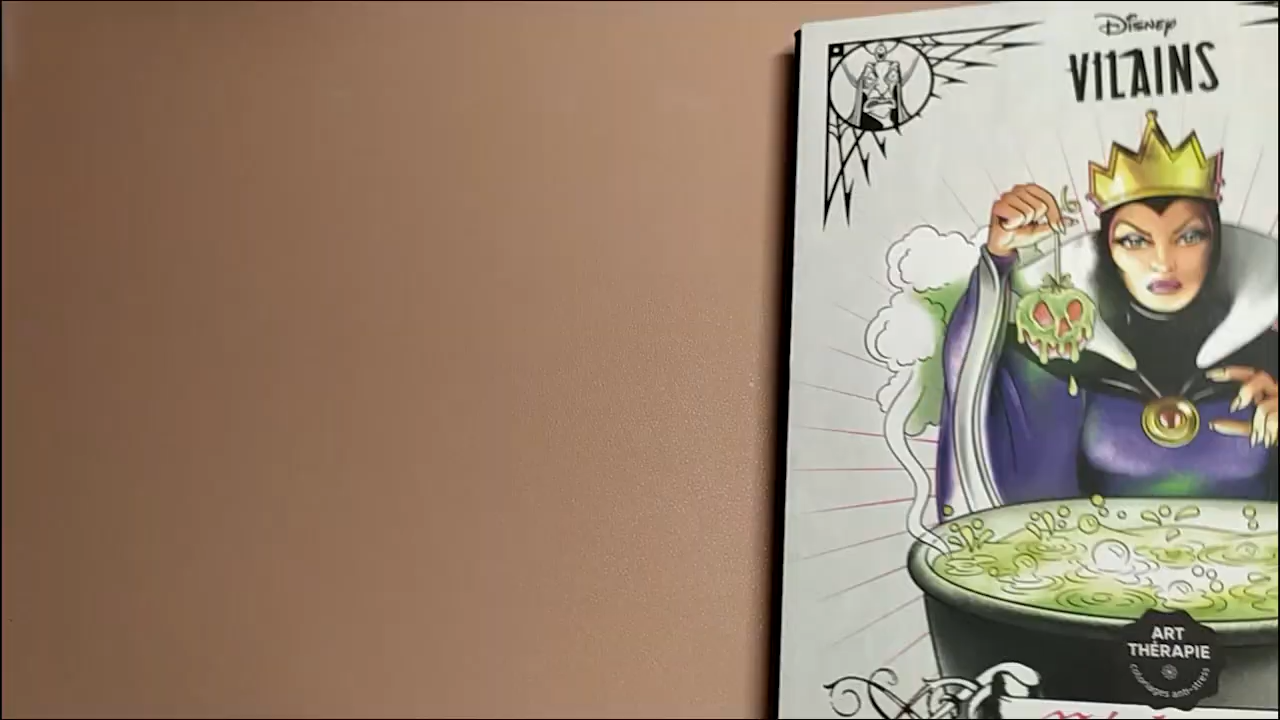 Disney
VILAINS
ART
THÉRAPIE
coloriages anti-stress